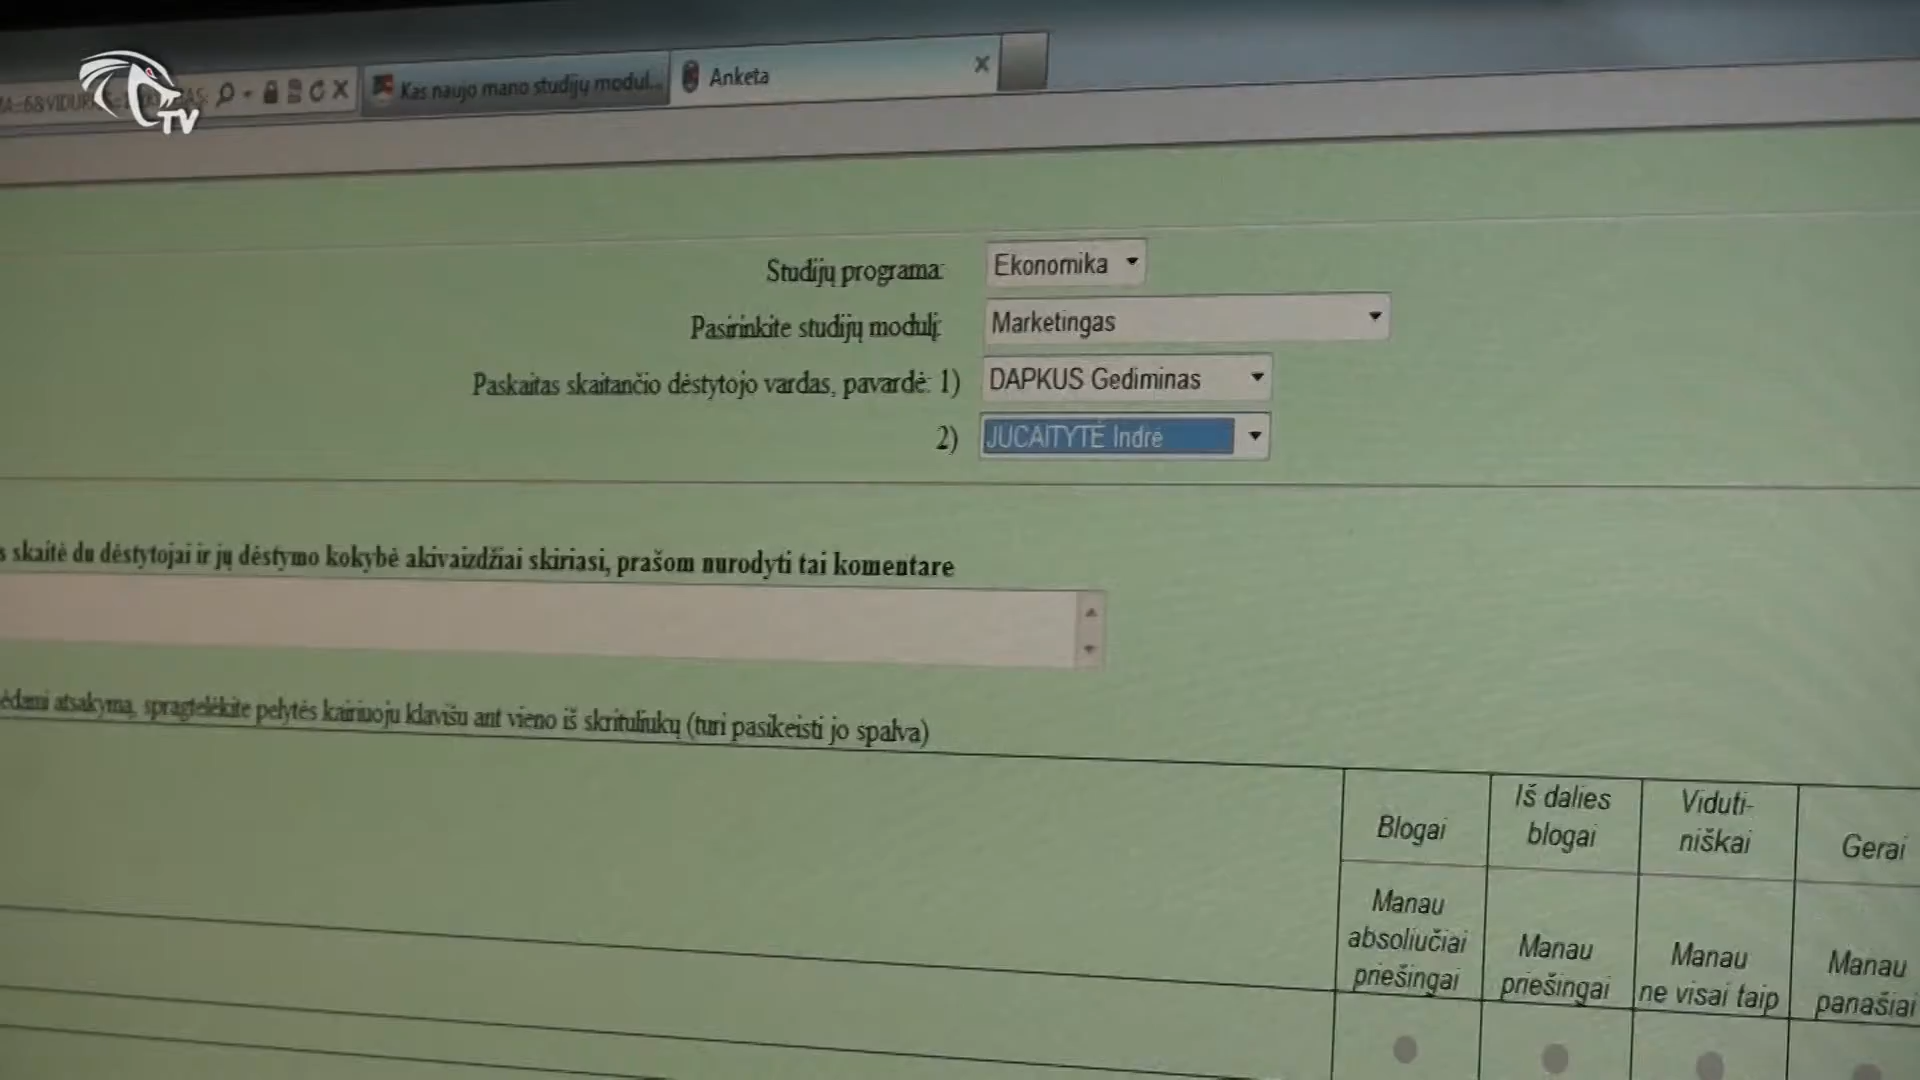 TV
Kas naujo mano studijų modul...
Anketa
Studijų programa:
Ekonomika
Pasirinkite studijų modulį:
Marketingas
Paskaitas skaitančio dėstytojo vardas, pavardė: 1)
DAPKUS Gediminas
2)
JUCAITYTĖ Indrė
s skaitė du dėstytojai ir jų dėstymo kokybė akivaizdžiai skiriasi, prašom nurodyti tai komentare
ėdami atsakymą, spragtelėkite pelytės kairiuoju klavišu ant vieno iš skrituliukų (turi pasikeisti jo spalva)
Blogai
Iš dalies
blogai
Viduti-
niškai
Gerai
Manau
absoliučiai
priešingai
Manau
priešingai
Manau
ne visai taip
Manau
panašiai